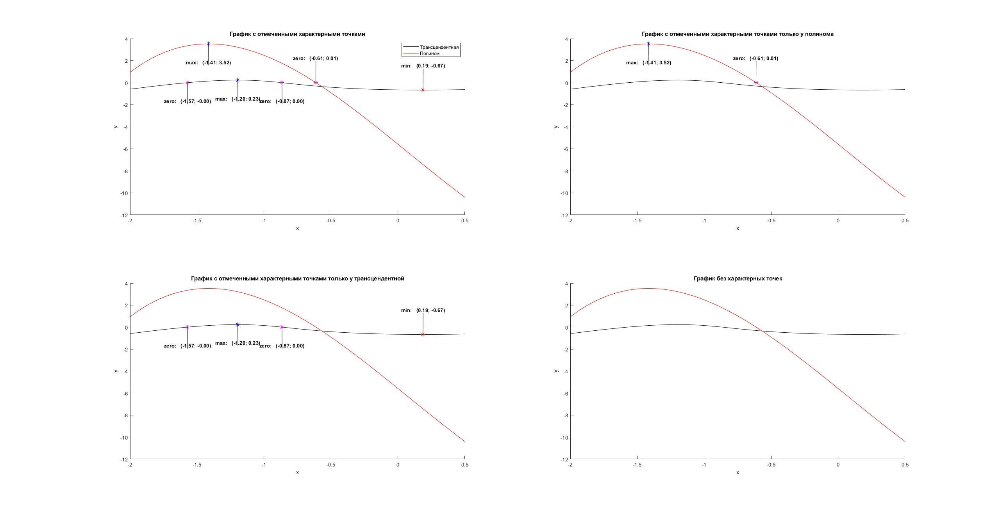 График с отмеченными характерными точками
4
2
0
-2
-4
-6
-8
-10
-12
y
Трансцендентная
Полином
max: (-1.41; 3.52)
zero: (-0.61; 0.01)
min: (0.19; -0.67)
zero: (-1.57; -0.00)
max: (-1.20; 0.23)
zero: (-0.87; 0.00)
-2 -1.5 -1 -0.5 0 0.5
x
График с отмеченными характерными точками только у полинома
4
2
0
-2
-4
-6
-8
-10
-12
y
max: (-1.41; 3.52)
zero: (-0.61; 0.01)
-2 -1.5 -1 -0.5 0 0.5
x
График с отмеченными характерными точками только у трансцендентной
4
2
0
-2
-4
-6
-8
-10
-12
y
min: (0.19; -0.67)
zero: (-1.57; -0.00)
max: (-1.20; 0.23)
zero: (-0.87; 0.00)
-2 -1.5 -1 -0.5 0 0.5
x
График без характерных точек
4
2
0
-2
-4
-6
-8
-10
-12
y
-2 -1.5 -1 -0.5 0 0.5
x